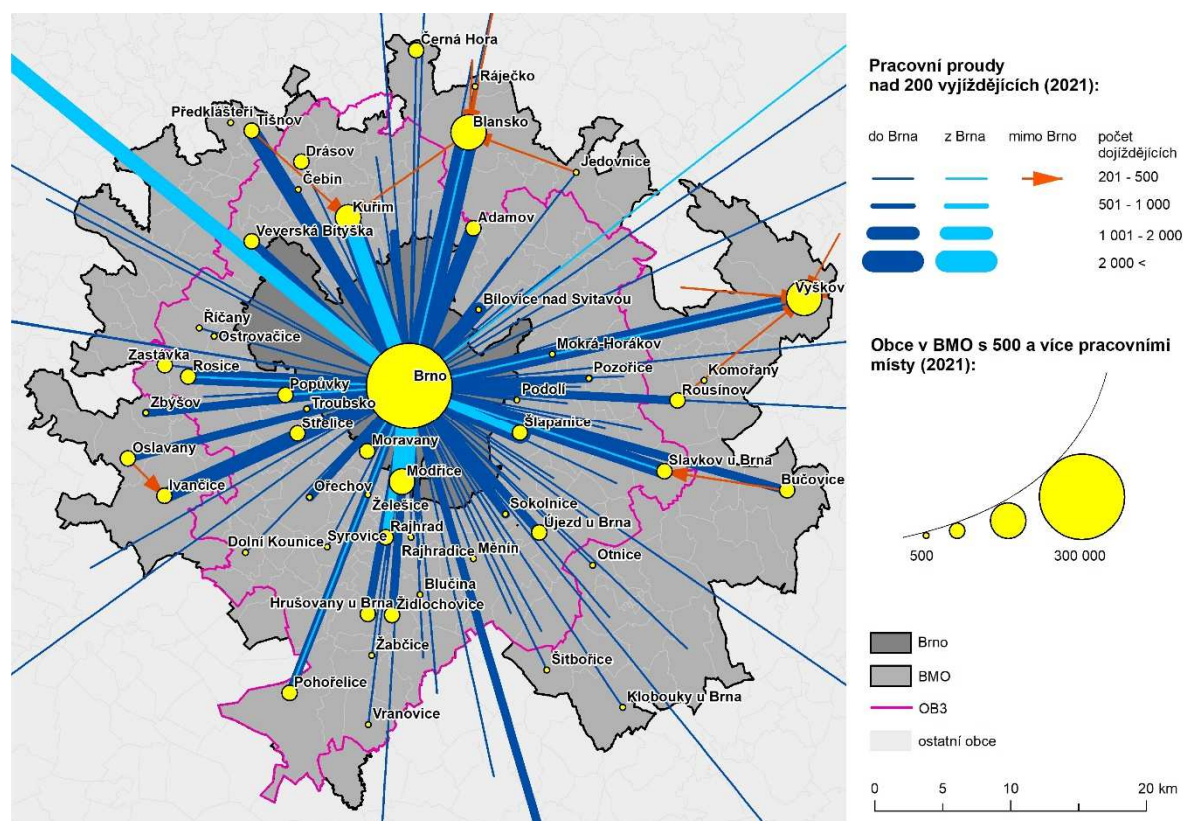 Černá Hora
Ráječko
Předklášteří
Tišnov
Blansko
Drásov
Jedovnice
Čebín
Kuřim
Adamov
Veverská Bítýška
Vyškov
Bílovice nad Svitavou
Říčany
Ostrovačice
Mokrá-Horákov
Zastávka
Brno
Pozořice
Komořany
Rosice
Popůvky
Podolí
Rousínov
Zbýšov
Troubsko
Šlapanice
Střelice
Moravany
Oslavany
Modřice
Slavkov u Brna
Bučovice
Ivančice
Ořechov
Želešice
Sokolnice
Syrovice
Rajhrad
Újezd u Brna
Dolní Kounice
Rajhradice
Měnín
Otnice
Blučina
Hrušovany u Brna
Židlochovice
Žabčice
Šitbořice
Pohořelice
Klobouky u Brna
Vranovice
Pracovní proudy
nad 200 vyjíždějících (2021):
do Brna z Brna mimo Brno počet
dojíždějících
201 - 500
501 - 1 000
1 001 - 2 000
2 000 <
Obce v BMO s 500 a více pracovními
místy (2021):
500
300 000
Brno
BMO
OB3
ostatní obce
0 5 10 20 km